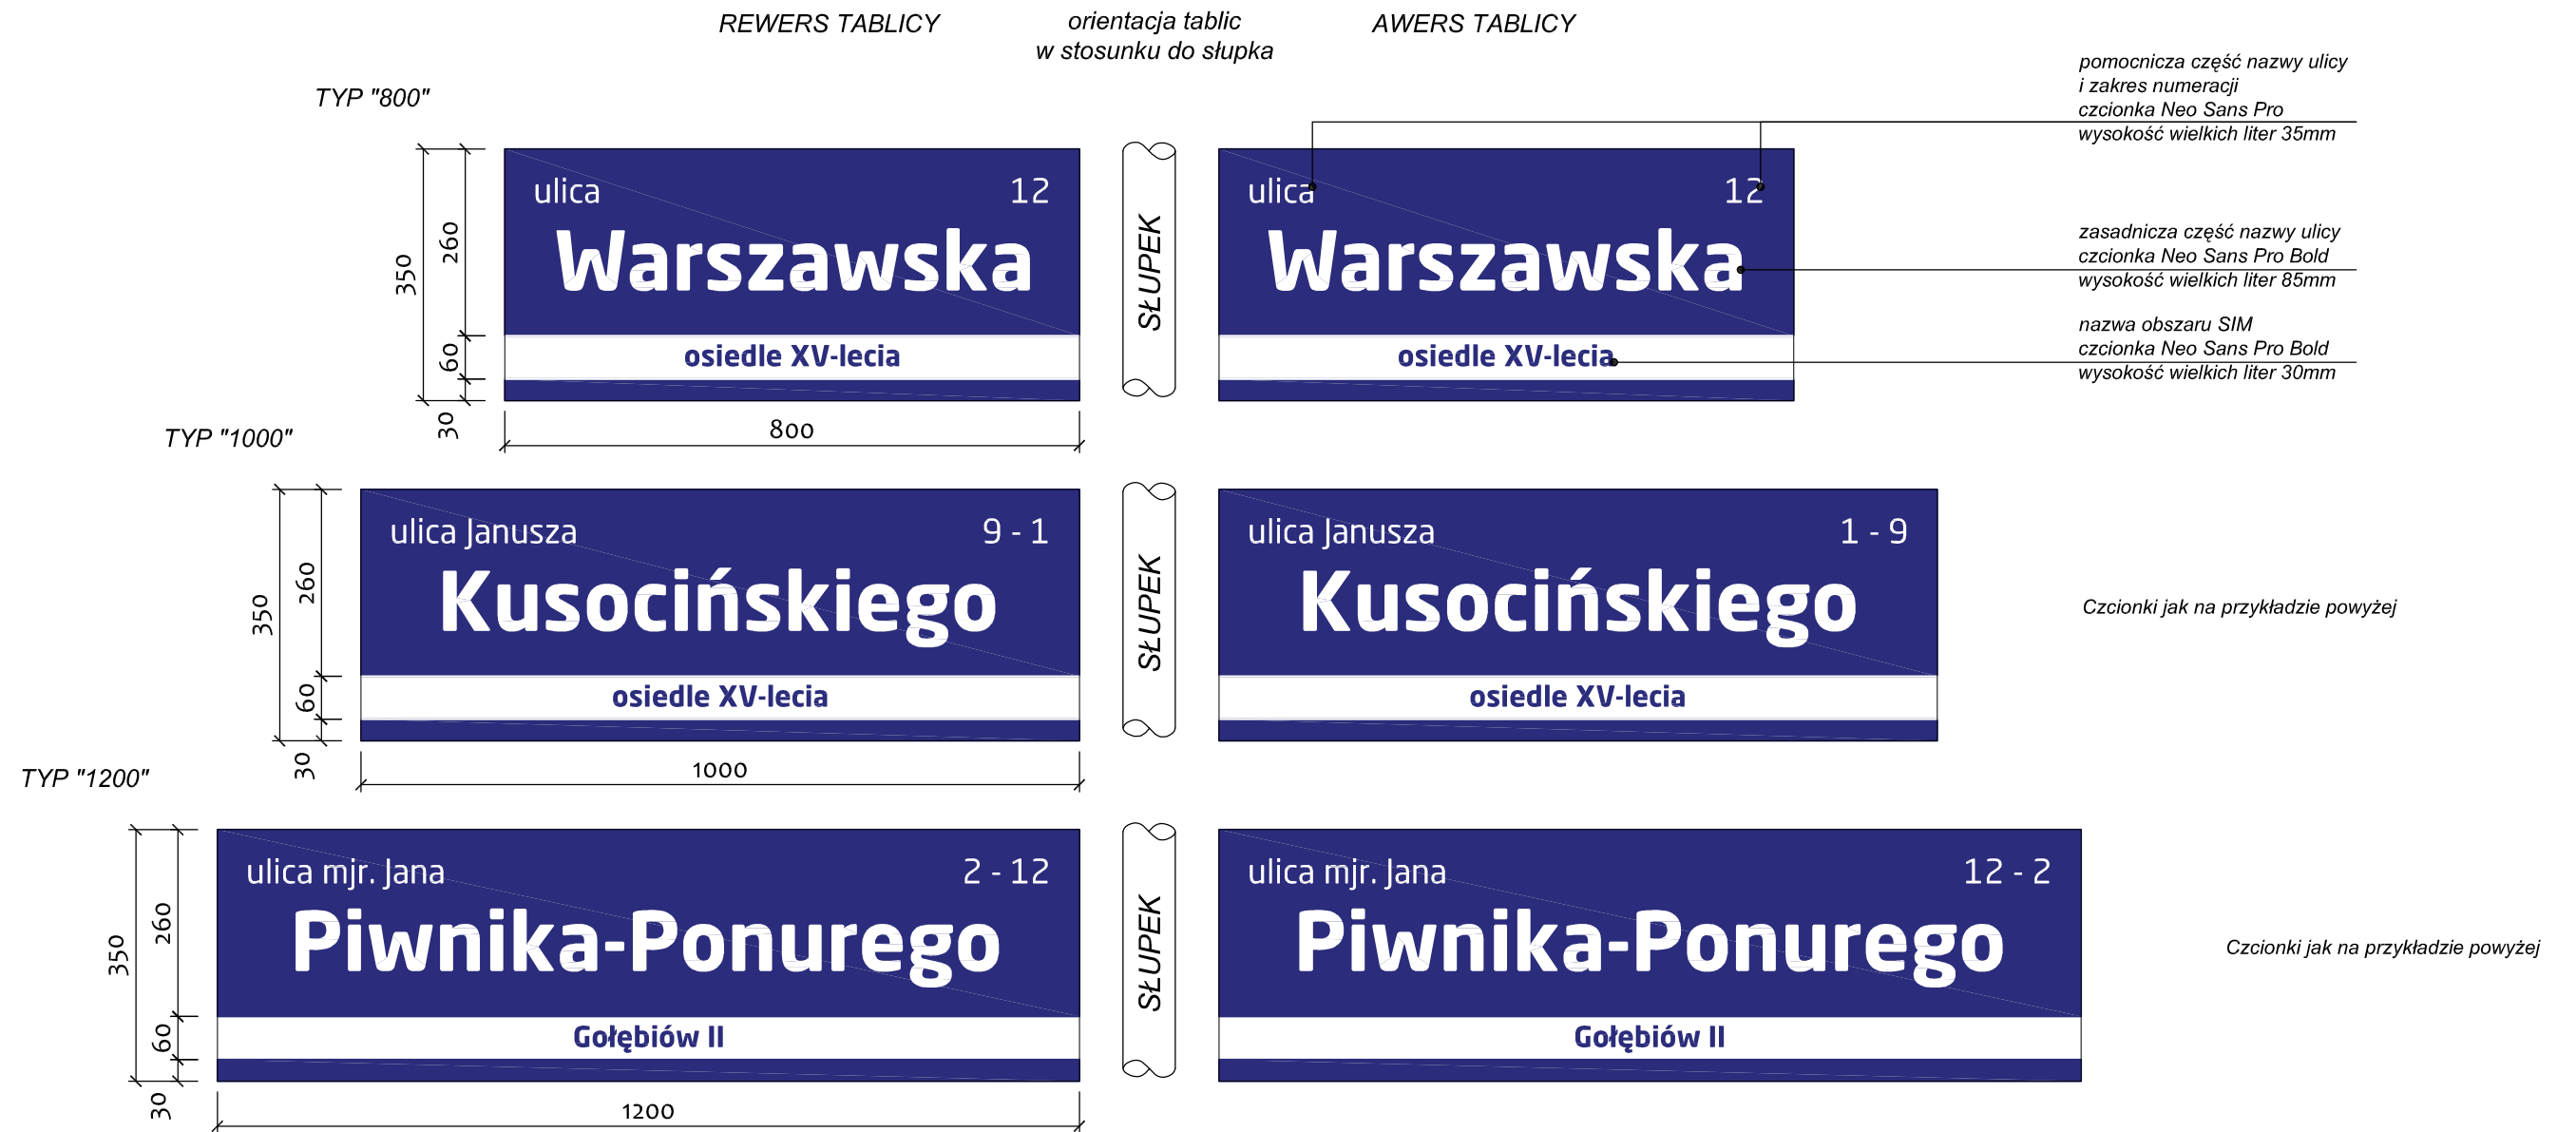 REWERS TABLICY
orientacja tablic
w stosunku do słupka
AWERS TABLICY
TYP "800"
350
260
60
30
ulica 12
Warszawska
osiedle XV-lecia
800
SŁUPEK
ulica 12
Warszawska
osiedle XV-lecia
pomocnicza część nazwy ulicy
i zakres numeracji
czcionka Neo Sans Pro
wysokość wielkich liter 35mm
zasadnicza część nazwy ulicy
czcionka Neo Sans Pro Bold
wysokość wielkich liter 85mm
nazwa obszaru SIM
czcionka Neo Sans Pro Bold
wysokość wielkich liter 30mm
TYP "1000"
350
260
60
30
ulica Janusza 9 - 1
Kusocińskiego
osiedle XV-lecia
1000
SŁUPEK
ulica Janusza 1 - 9
Kusocińskiego
osiedle XV-lecia
Czcionki jak na przykładzie powyżej
TYP "1200"
350
260
60
30
ulica mjr. Jana 2 - 12
Piwnika-Ponurego
Gołębiów II
1200
SŁUPEK
ulica mjr. Jana 12 - 2
Piwnika-Ponurego
Gołębiów II
Czcionki jak na przykładzie powyżej